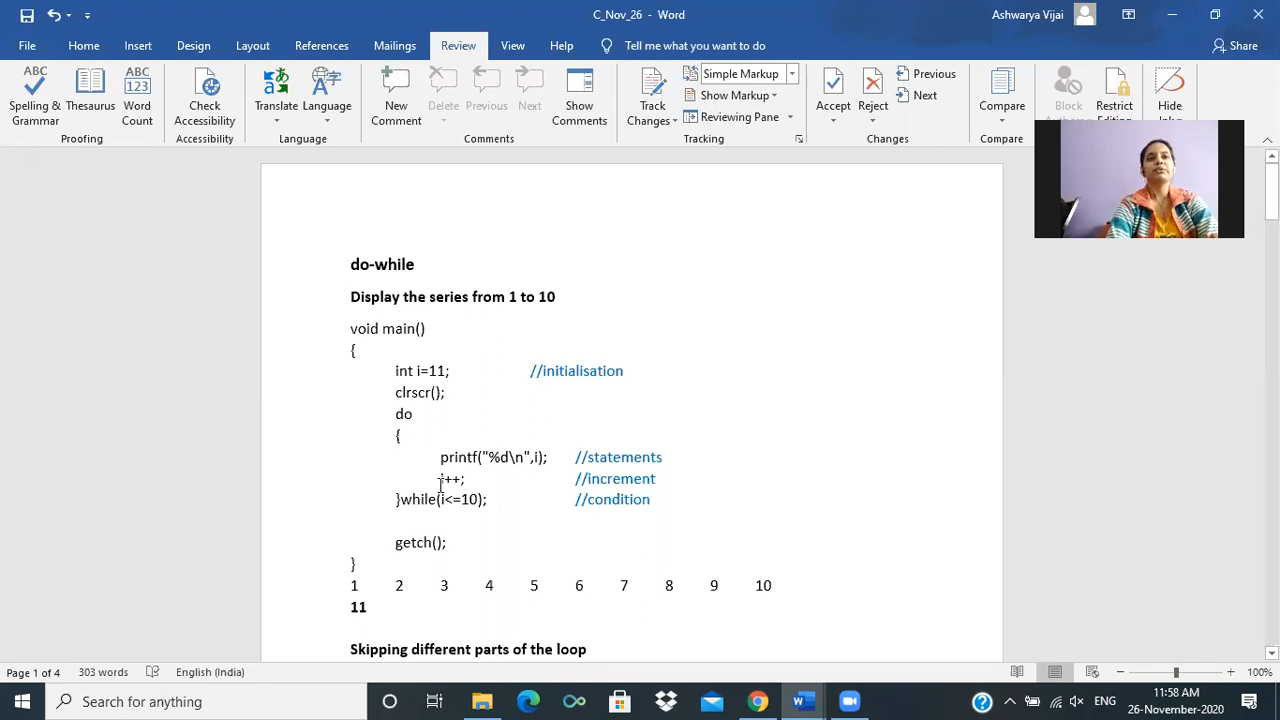 C_Nov_26 - Word
Ashwarya Vijai
File Home Insert Design Layout References Mailings Review View Help Tell me what you want to do Share
ABC Spelling & Grammar
Thesaurus
ABC 123 Word Count
Proofing
Check Accessibility
Accessibility
Translate
Language
Language
New Comment
Delete
Previous
Next
Show Comments
Comments
Track Changes
Simple Markup
Show Markup
Reviewing Pane
Tracking
Accept
Reject
Previous
Next
Changes
Compare
Compare
Block
Restrict Editing
Hide
do-while
Display the series from 1 to 10
void main()
{
int i=11; //initialisation
clrscr();
do
{
printf("%d\n",i); //statements
i++; //increment
}while(i<=10); //condition
getch();
}
1 2 3 4 5 6 7 8 9 10
11
Skipping different parts of the loop
Page 1 of 4 303 words English (India) 100%
Search for anything
ENG
11:58 AM
26-November-2020